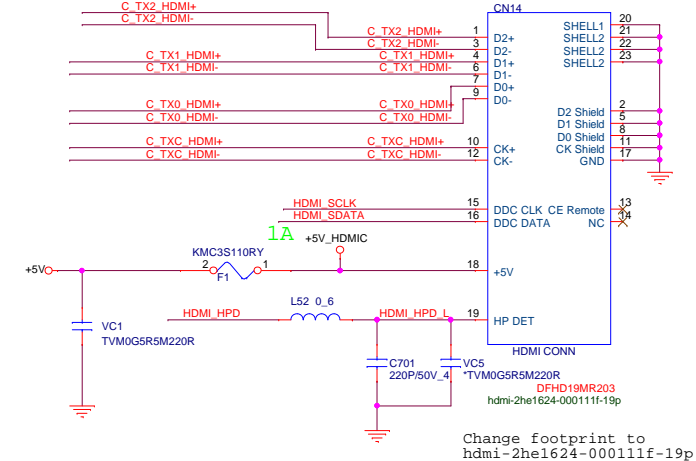 CN14
C_TX2_HDMI+
C_TX2_HDMI-
SHELL1 20
SHELL1 21
SHELL2 22
SHELL2 23
C_TX2_HDMI+ 1 D2+
C_TX2_HDMI- 3 D2-
C_TX1_HDMI+ C_TX1_HDMI+ 4 D1+
C_TX1_HDMI- C_TX1_HDMI- 6 D1-
7 D0+
9 D0-
C_TX0_HDMI+ C_TX0_HDMI+
C_TX0_HDMI- C_TX0_HDMI-
D2 Shield 2
D1 Shield 5
D0 Shield 8
C_TXC_HDMI+ C_TXC_HDMI+ 10 CK+ CK Shield 11
C_TXC_HDMI- C_TXC_HDMI- 12 CK- GND 17
HDMI_SCLK 15 DDC CLK CE Remote 13
HDMI_SDATA 16 DDC DATA NC 14
1A +5V_HDMIC
KMC3S110RY
+5V 2 1 18 +5V
F1
L52 0_6
HDMI_HPD HDMI_HPD_L 19 HP DET
VC1
TVM0G5R5M220R
HDMI CONN
C701 VC5
220P/50V_4 *TVM0G5R5M220R
DFHD19MR203
hdmi-2he1624-000111f-19p
Change footprint to
hdmi-2he1624-000111f-19p